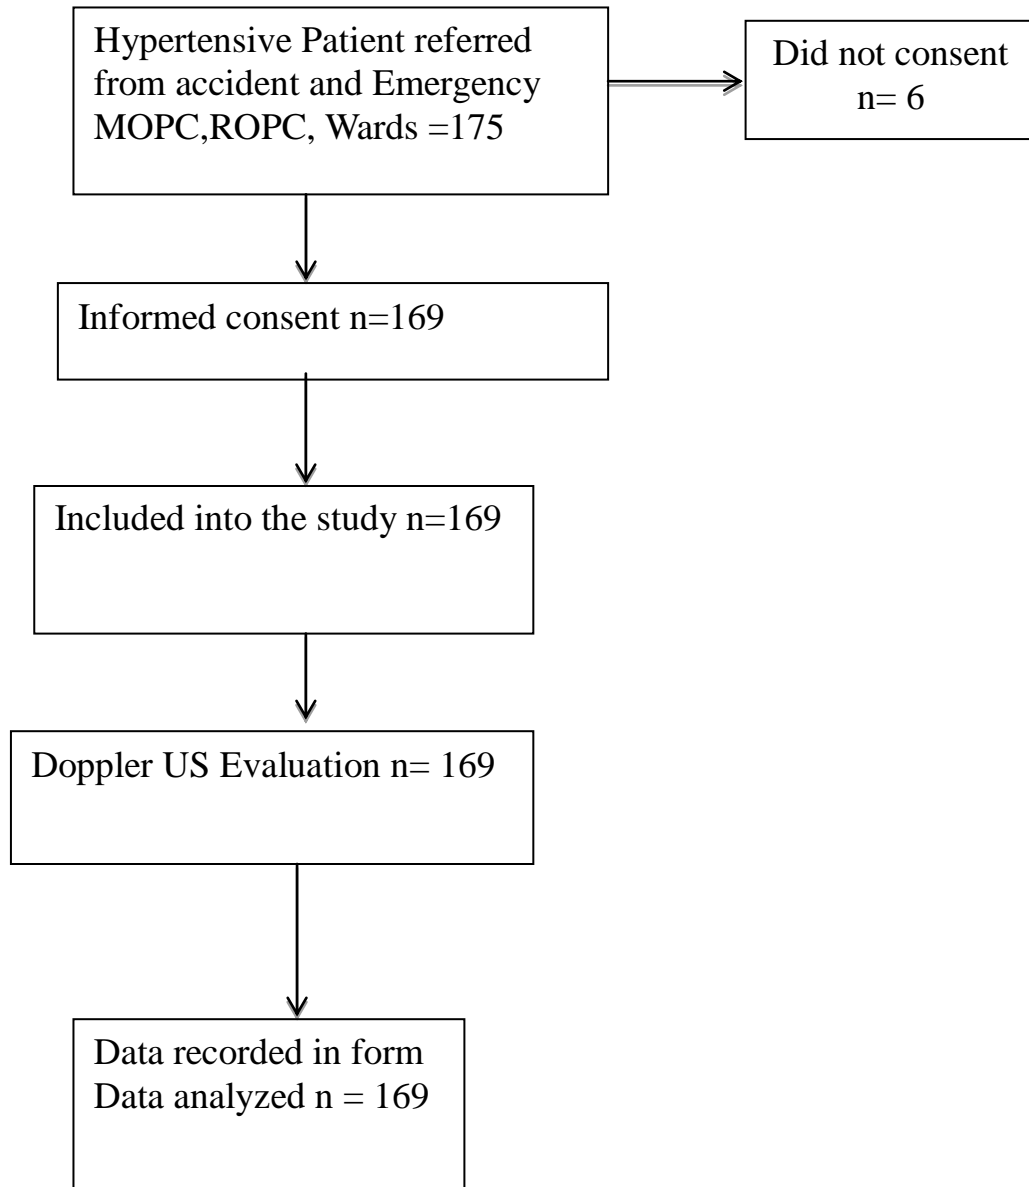 Hypertensive Patient referred
from accident and Emergency
MOPC,ROPC, Wards =175
Did not consent
n= 6
Informed consent n=169
Included into the study n=169
Doppler US Evaluation n= 169
Data recorded in form
Data analyzed n = 169